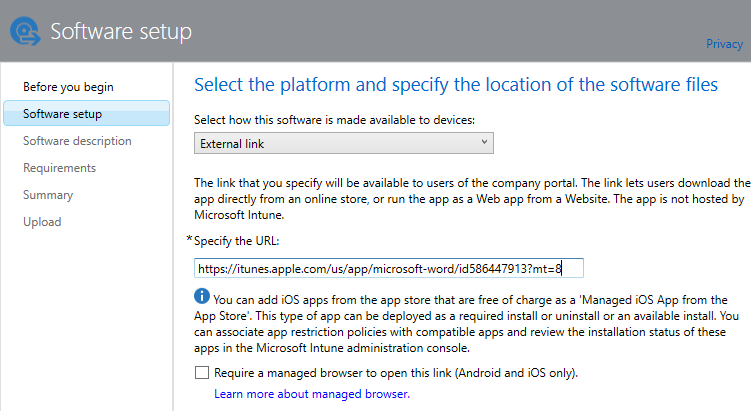 Software setup
Privacy
Before you begin
Software setup
Software description
Requirements
Summary
Upload
Select the platform and specify the location of the software files
Select how this software is made available to devices:
External link
The link that you specify will be available to users of the company portal. The link lets users download the
app directly from an online store, or run the app as a Web app from a Website. The app is not hosted by
Microsoft Intune.
*Specify the URL:
https://itunes.apple.com/us/app/microsoft-word/id586447913?mt=8
You can add iOS apps from the app store that are free of charge as a 'Managed iOS App from the
App Store'. This type of app can be deployed as a required install or uninstall or an available install. You
can associate app restriction policies with compatible apps and review the installation status of these
apps in the Microsoft Intune administration console.
Require a managed browser to open this link (Android and iOS only).
Learn more about managed browser.